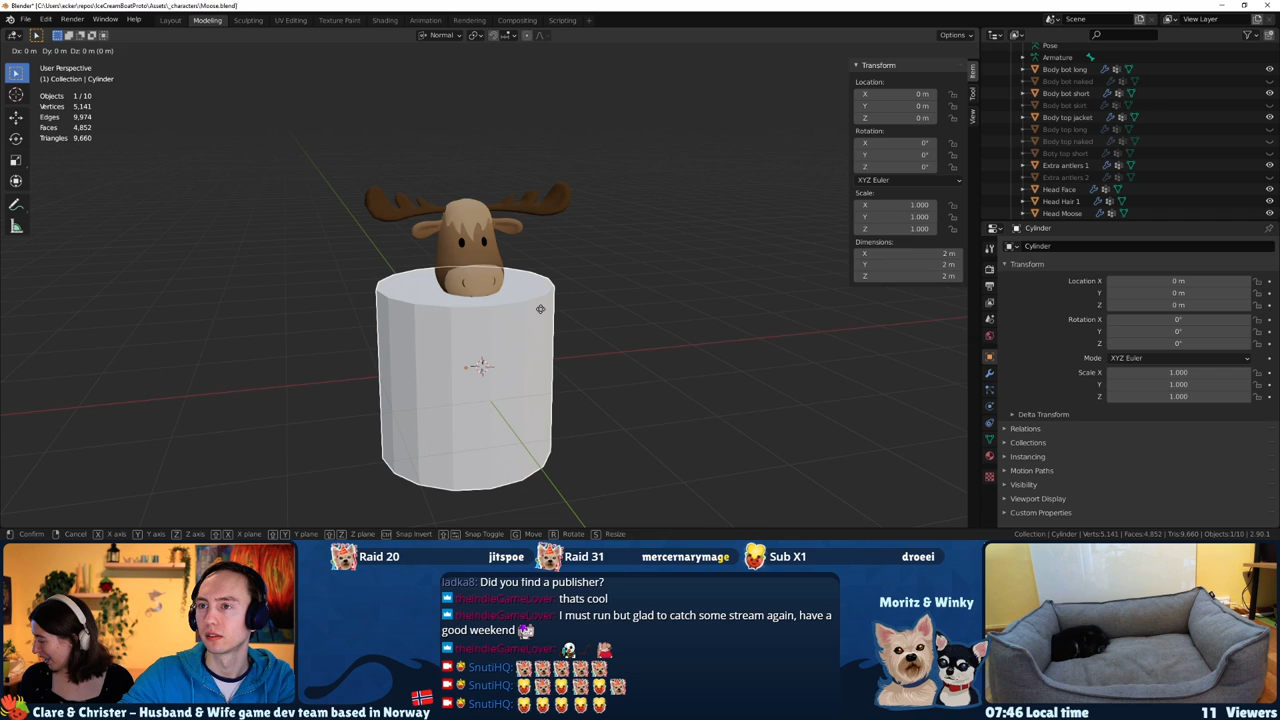 Blender* [C:\Users\ecker\repos\IceCreamBoatProto\Assets\_characters\Moose.blend]
File Edit Render Window Help Layout Modeling Sculpting UV Editing Texture Paint Shading Animation Rendering Compositing Scripting + Scene View Layer
Normal Options
Dx: 0 m Dy: 0 m Dz: 0 m (0 m)
User Perspective
(1) Collection | Cylinder
Objects 1 / 10
Vertices 5,141
Edges 9,974
Faces 4,852
Triangles 9,660
Transform
Location:
X 0 m
Y 0 m
Z 0 m
Rotation:
X 0°
Y 0°
Z 0°
XYZ Euler
Scale:
X 1.000
Y 1.000
Z 1.000
Dimensions:
X 2 m
Y 2 m
Z 2 m
Item
Tool
View
Pose
Armature
Body bot long
Body bot naked
Body bot short
Body bot skirt
Body top jacket
Body top long
Body top naked
Boty top short
Extra antlers 1
Extra antlers 2
Head Face
Head Hair 1
Head Moose
Cylinder
Cylinder
Transform
Location X 0 m
Y 0 m
Z 0 m
Rotation X 0°
Y 0°
Z 0°
Mode XYZ Euler
Scale X 1.000
Y 1.000
Z 1.000
Delta Transform
Relations
Collections
Instancing
Motion Paths
Visibility
Viewport Display
Custom Properties
Confirm Cancel X X axis Y Y axis Z Z axis X X plane Y Y plane Z Z plane Ctrl Snap Invert Snap Toggle G Move R Rotate S Resize Collection | Cylinder | Verts:5,141 | Faces:4,852 | Tris:9,660 | Objects:1/10 | 2.90.1
Raid 20 jitspoe Raid 31 mercernarymage Sub X1 droeei
ladka8: Did you find a publisher?
theIndieGameLover: thats cool
theIndieGameLover: I must run but glad to catch some stream again, have a
good weekend
theIndieGameLover:
SnutiHQ:
SnutiHQ:
SnutiHQ:
Moritz & Winky
Clare & Christer – Husband & Wife game dev team based in Norway 07:46 Local time 11 Viewers